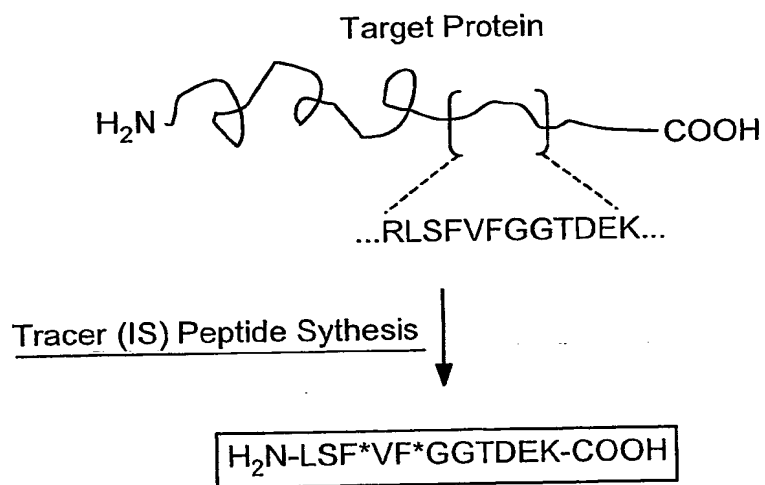 Target Protein
H₂N
COOH
...RLSFVFGGTDEK...
Tracer (IS) Peptide Sythesis
H₂N-LSF*VF*GGTDEK-COOH